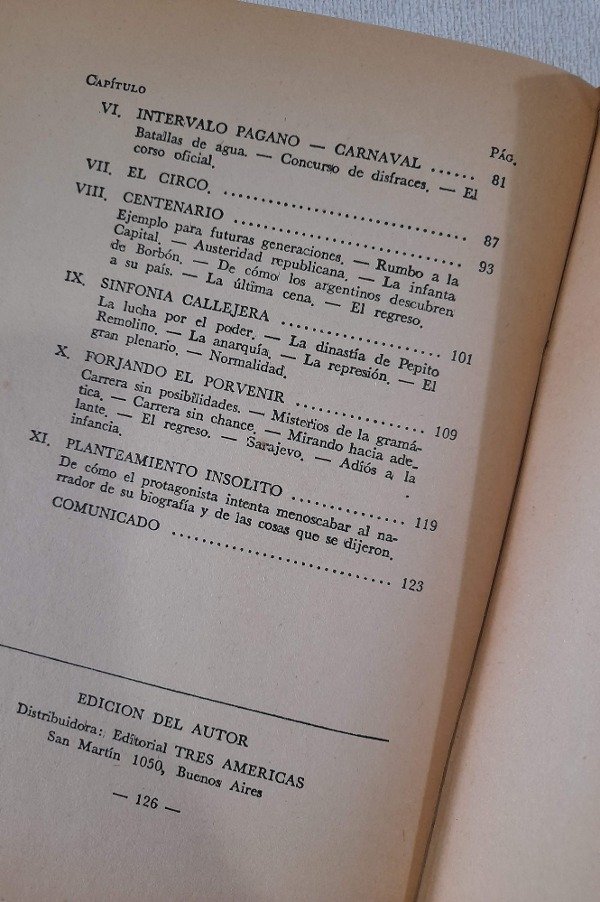 CAPÍTULO
PÁG.
VI. INTERVALO PAGANO — CARNAVAL ...... 81
Batallas de agua. — Concurso de disfraces. — El
corso oficial.
VII. EL CIRCO. .............................. 87
VIII. CENTENARIO .............................. 93
Ejemplo para futuras generaciones. — Rumbo a la
Capital. — Austeridad republicana. — La infanta
de Borbón. — De cómo los argentinos descubren
a su país. — La última cena. — El regreso.
IX. SINFONIA CALLEJERA .................... 101
La lucha por el poder. — La dinastía de Pepito
Remolino. — La anarquía. — La represión. — El
gran plenario. — Normalidad.
X. FORJANDO EL PORVENIR ................ 109
Carrera sin posibilidades. — Misterios de la gramá-
tica. — Carrera sin chance. — Mirando hacia ade-
lante. — El regreso. — Sarajevo. — Adiós a la
infancia.
XI. PLANTEAMIENTO INSOLITO ................ 119
De cómo el protagonista intenta menoscabar al na-
rrador de su biografía y de las cosas que se dijeron.
COMUNICADO .............................. 123
EDICION DEL AUTOR
Distribuidora: Editorial TRES AMERICAS
San Martín 1050, Buenos Aires
— 126 —